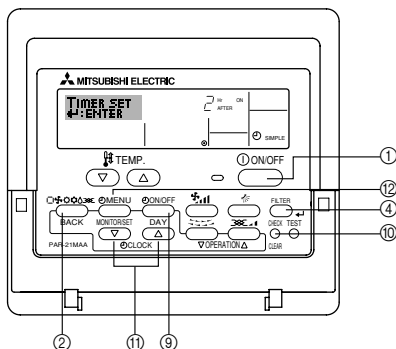 MITSUBISHI ELECTRIC
TIMER SET
↵:ENTER
2 Hr ON
AFTER
SIMPLE
TEMP.
ON/OFF
①
⑫
MENU
ON/OFF
FILTER
④
BACK
MONITOR/SET
DAY
CHECK TEST
⑩
PAR-21MAA
CLOCK
▽OPERATION△
CLEAR
② ⑪ ⑨